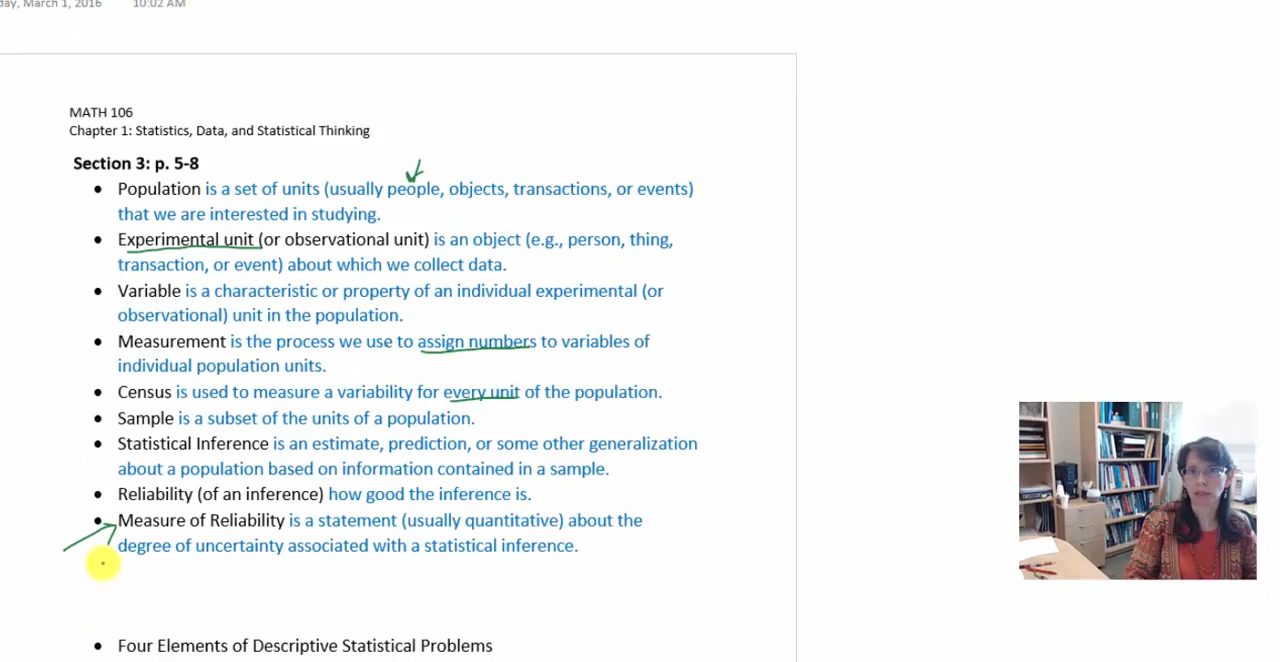 day, March 1, 2016 10:02 AM
MATH 106
Chapter 1: Statistics, Data, and Statistical Thinking
Section 3: p. 5-8
• Population is a set of units (usually people, objects, transactions, or events)
that we are interested in studying.
• Experimental unit (or observational unit) is an object (e.g., person, thing,
transaction, or event) about which we collect data.
• Variable is a characteristic or property of an individual experimental (or
observational) unit in the population.
• Measurement is the process we use to assign numbers to variables of
individual population units.
• Census is used to measure a variability for every unit of the population.
• Sample is a subset of the units of a population.
• Statistical Inference is an estimate, prediction, or some other generalization
about a population based on information contained in a sample.
• Reliability (of an inference) how good the inference is.
• Measure of Reliability is a statement (usually quantitative) about the
degree of uncertainty associated with a statistical inference.
• Four Elements of Descriptive Statistical Problems